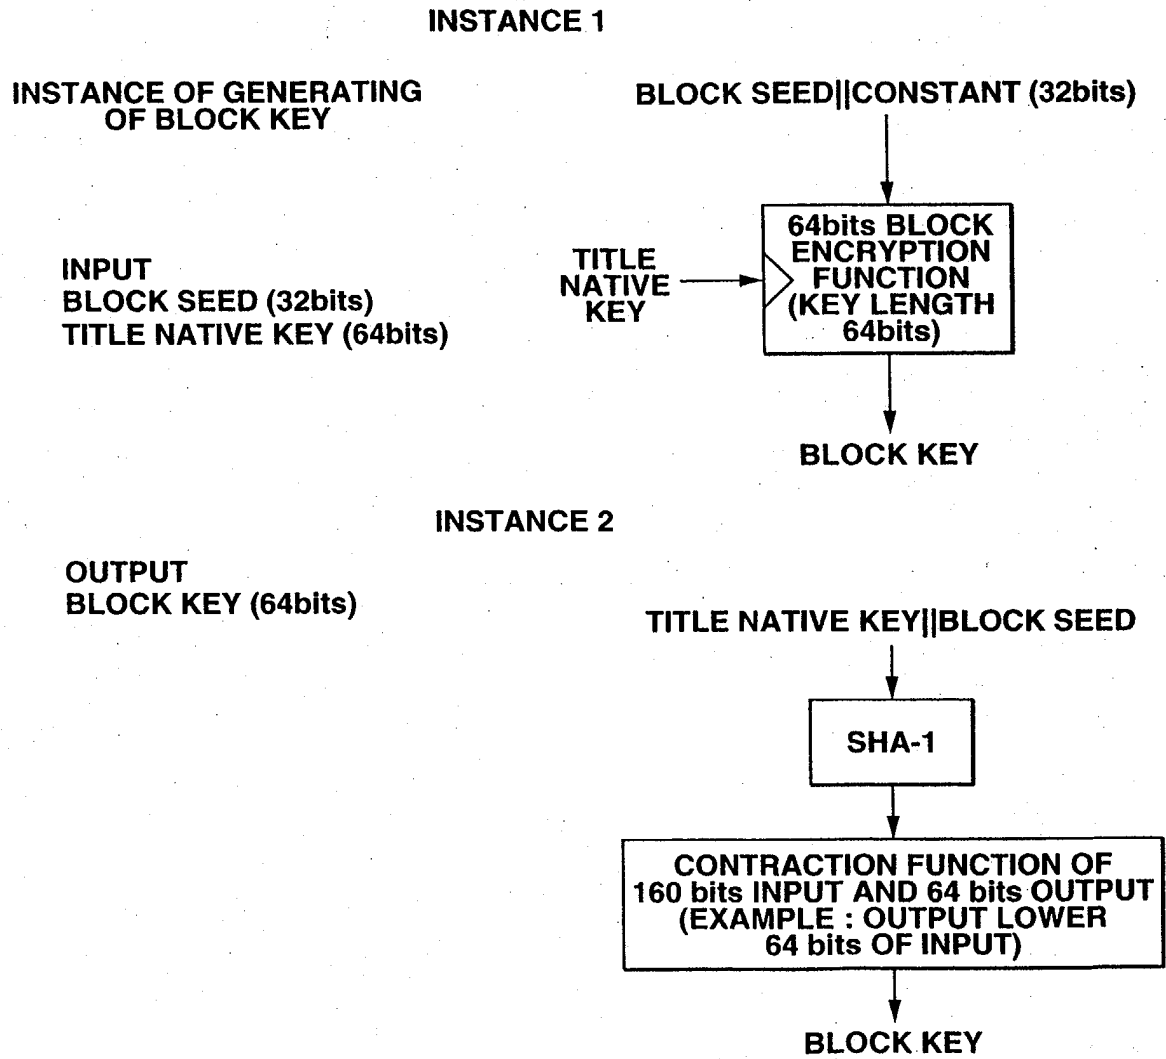 INSTANCE 1
INSTANCE OF GENERATING
OF BLOCK KEY
BLOCK SEED||CONSTANT (32bits)
INPUT
BLOCK SEED (32bits)
TITLE NATIVE KEY (64bits)
TITLE
NATIVE
KEY
64bits BLOCK
ENCRYPTION
FUNCTION
(KEY LENGTH
64bits)
BLOCK KEY
INSTANCE 2
OUTPUT
BLOCK KEY (64bits)
TITLE NATIVE KEY||BLOCK SEED
SHA-1
CONTRACTION FUNCTION OF
160 bits INPUT AND 64 bits OUTPUT
(EXAMPLE : OUTPUT LOWER
64 bits OF INPUT)
BLOCK KEY